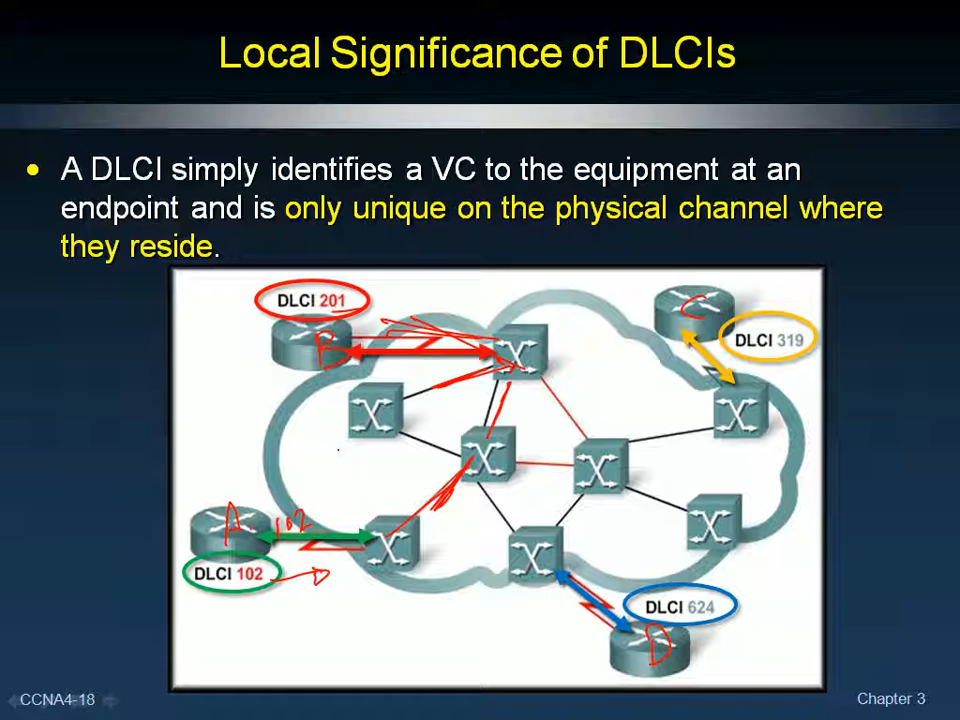 Local Significance of DLCIs
A DLCI simply identifies a VC to the equipment at an
endpoint and is only unique on the physical channel where
they reside.
DLCI 201
B
C
DLCI 319
A
102
DLCI 102
DLCI 624
D
CCNA4-18
Chapter 3